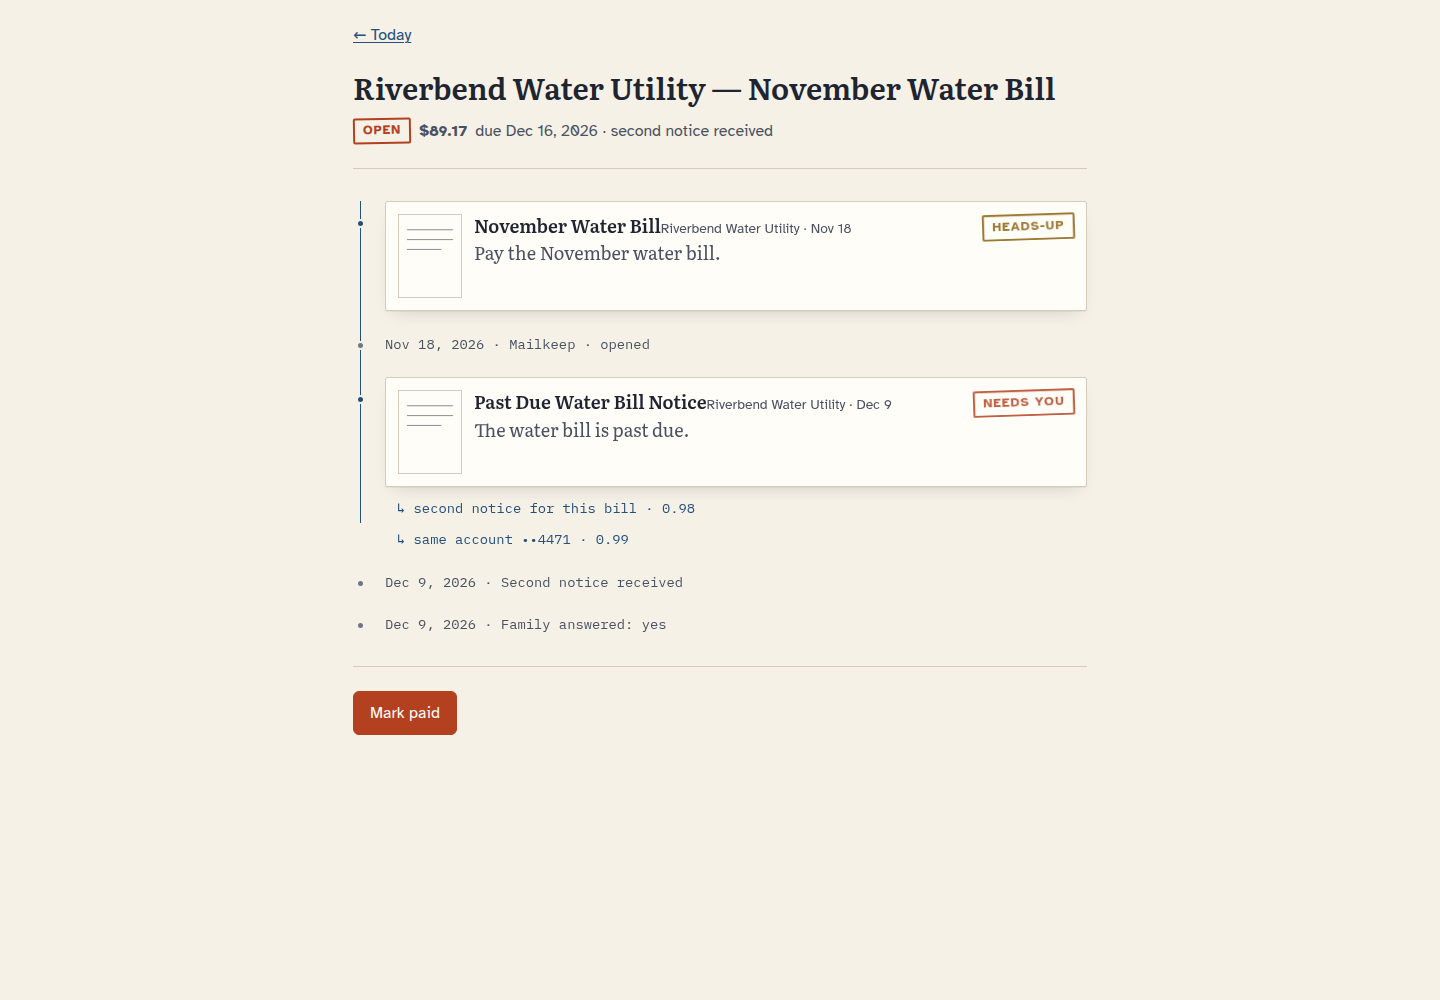 ← Today
Riverbend Water Utility — November Water Bill
OPEN $89.17 due Dec 16, 2026 · second notice received
November Water Bill Riverbend Water Utility · Nov 18 HEADS-UP
Pay the November water bill.
Nov 18, 2026 · Mailkeep · opened
Past Due Water Bill Notice Riverbend Water Utility · Dec 9 NEEDS YOU
The water bill is past due.
↳ second notice for this bill · 0.98
↳ same account ••4471 · 0.99
Dec 9, 2026 · Second notice received
Dec 9, 2026 · Family answered: yes
Mark paid